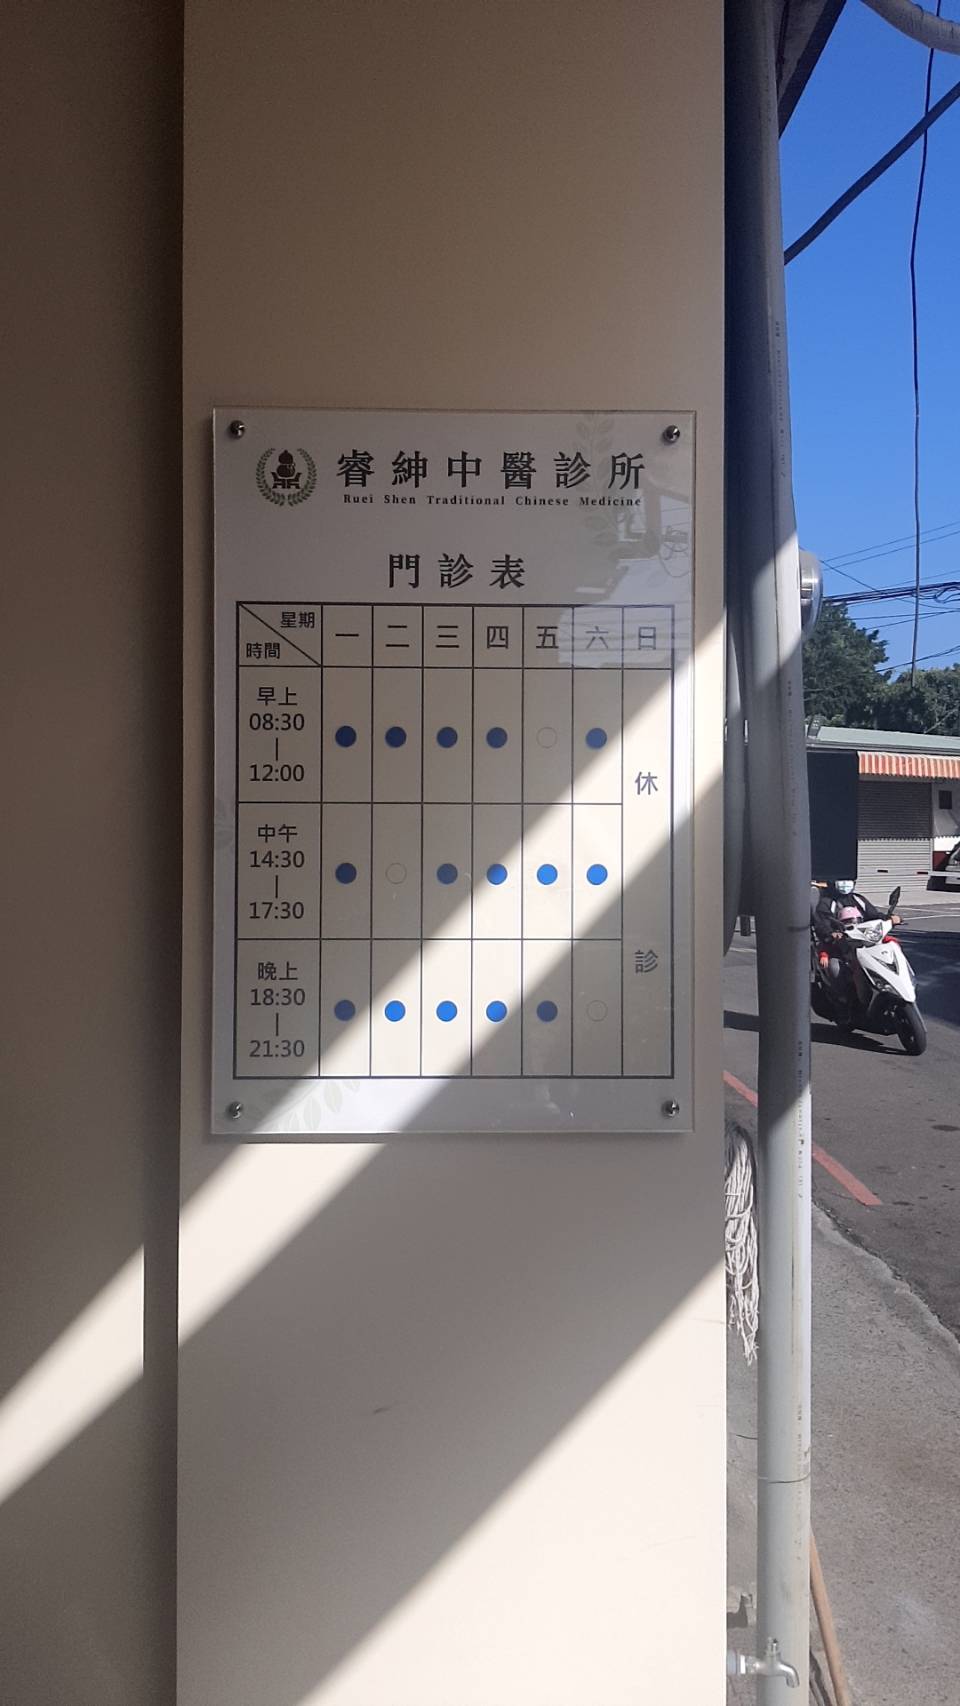 睿紳中醫診所
Ruei Shen Traditional Chinese Medicine
門診表
星期
時間
一 二 三 四 五 六 日
早上
08:30
|
12:00
中午
14:30
|
17:30
晚上
18:30
|
21:30
休
診